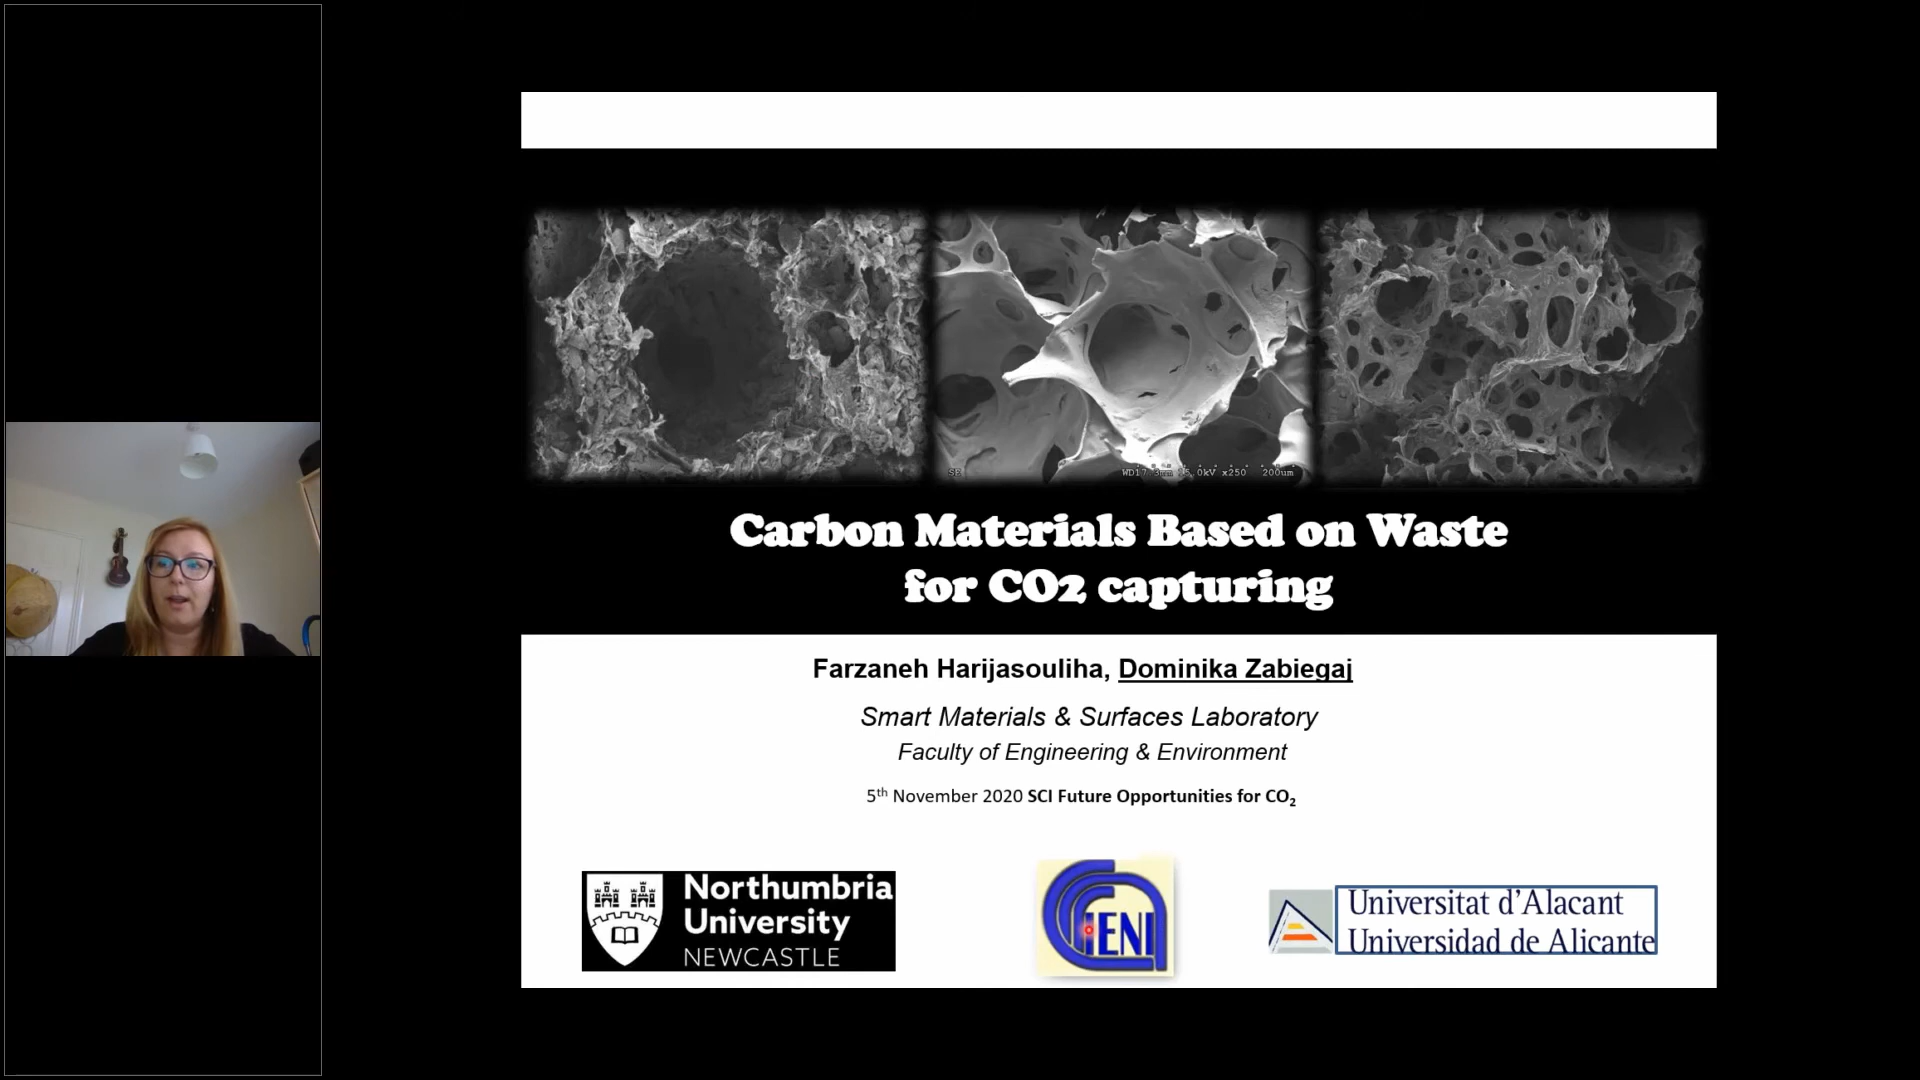 SE
WD17.3mm 15.0kV x250 200um
Carbon Materials Based on Waste
for CO2 capturing
Farzaneh Harijasouliha, Dominika Zabiegaj
Smart Materials & Surfaces Laboratory
Faculty of Engineering & Environment
5th November 2020 SCI Future Opportunities for CO2
Northumbria
University
NEWCASTLE
IENI
Universitat d'Alacant
Universidad de Alicante